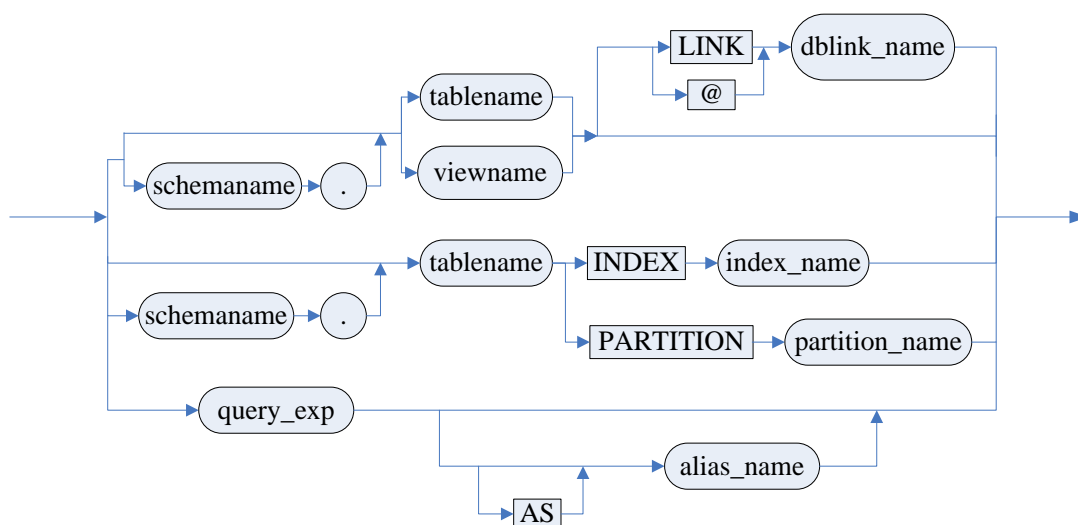 LINK
dblink_name
@
tablename
viewname
schemaname
.
tablename
INDEX
index_name
schemaname
.
PARTITION
partition_name
query_exp
alias_name
AS